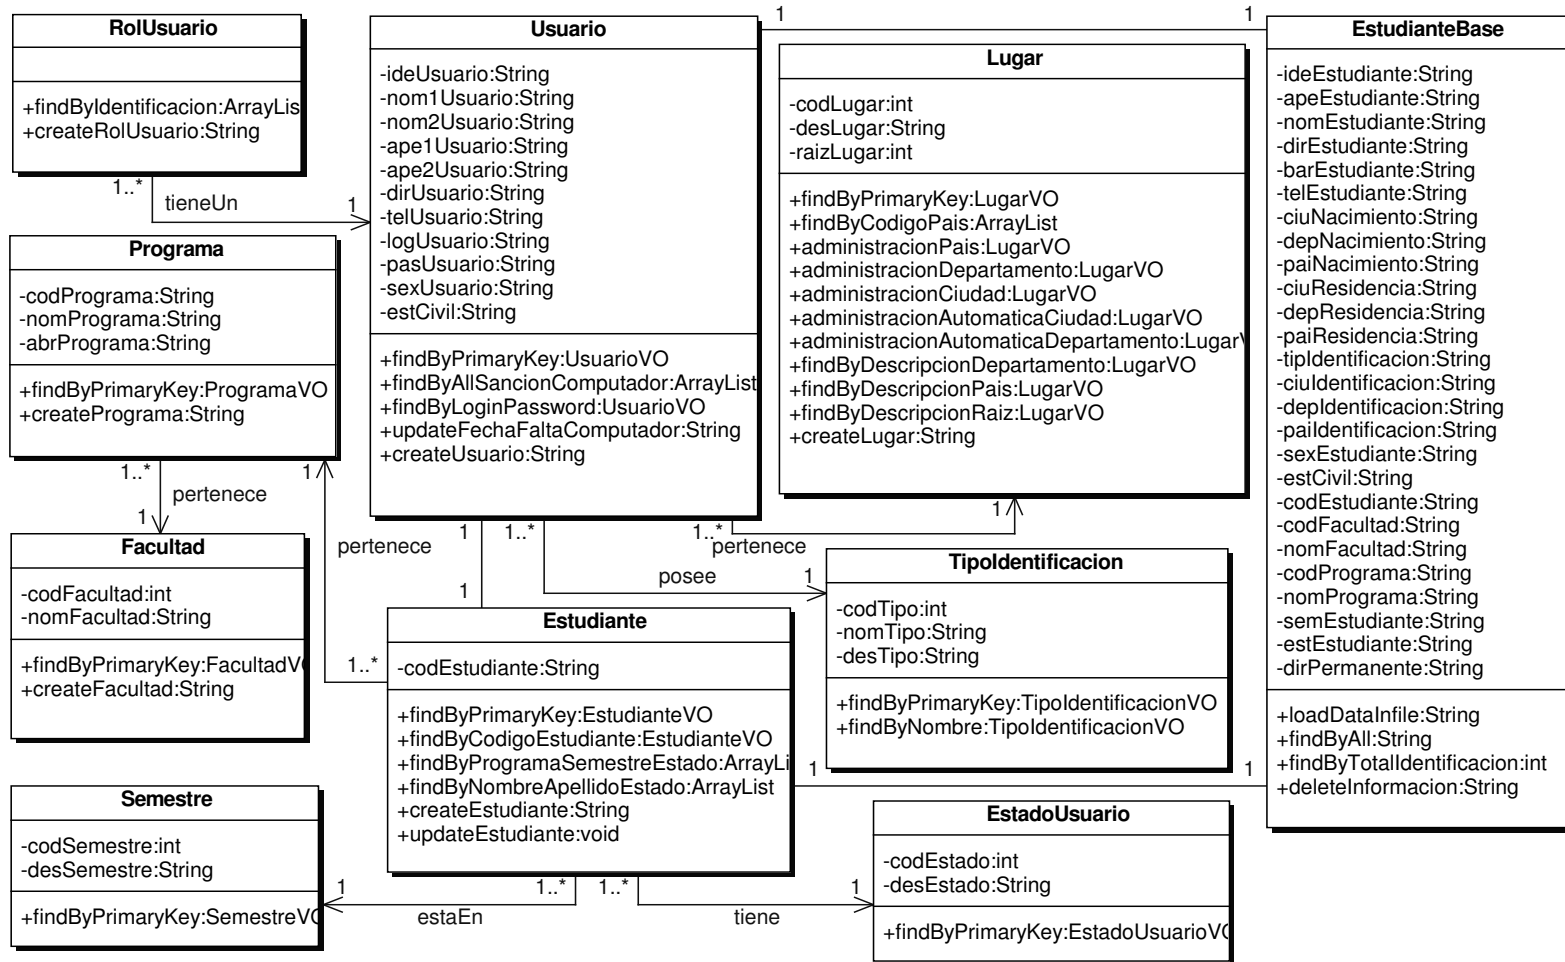 RolUsuario
+findByIdentificacion:ArrayLis
+createRolUsuario:String
1..*
tieneUn
1
Usuario
-ideUsuario:String
-nom1Usuario:String
-nom2Usuario:String
-ape1Usuario:String
-ape2Usuario:String
-dirUsuario:String
-telUsuario:String
-logUsuario:String
-pasUsuario:String
-sexUsuario:String
-estCivil:String
+findByPrimaryKey:UsuarioVO
+findByAllSancionComputador:ArrayList
+findByLoginPassword:UsuarioVO
+updateFechaFaltaComputador:String
+createUsuario:String
1
1
Lugar
-codLugar:int
-desLugar:String
-raizLugar:int
+findByPrimaryKey:LugarVO
+findByCodigoPais:ArrayList
+administracionPais:LugarVO
+administracionDepartamento:LugarVO
+administracionCiudad:LugarVO
+administracionAutomaticaCiudad:LugarVO
+administracionAutomaticaDepartamento:LugarV
+findByDescripcionDepartamento:LugarVO
+findByDescripcionPais:LugarVO
+findByDescripcionRaiz:LugarVO
+createLugar:String
EstudianteBase
-ideEstudiante:String
-apeEstudiante:String
-nomEstudiante:String
-dirEstudiante:String
-barEstudiante:String
-telEstudiante:String
-ciuNacimiento:String
-depNacimiento:String
-paiNacimiento:String
-ciuResidencia:String
-depResidencia:String
-paiResidencia:String
-tipIdentificacion:String
-ciuIdentificacion:String
-depIdentificacion:String
-paiIdentificacion:String
-sexEstudiante:String
-estCivil:String
-codEstudiante:String
-codFacultad:String
-nomFacultad:String
-codPrograma:String
-nomPrograma:String
-semEstudiante:String
-estEstudiante:String
-dirPermanente:String
+loadDataInfile:String
+findByAll:String
+findByTotalIdentificacion:int
+deleteInformacion:String
Programa
-codPrograma:String
-nomPrograma:String
-abrPrograma:String
+findByPrimaryKey:ProgramaVO
+createPrograma:String
1..*
pertenece
1
1
pertenece
1..*
1
1
1..*
posee
1
1..*
pertenece
1
Facultad
-codFacultad:int
-nomFacultad:String
+findByPrimaryKey:FacultadVO
+createFacultad:String
TipoIdentificacion
-codTipo:int
-nomTipo:String
-desTipo:String
+findByPrimaryKey:TipoIdentificacionVO
+findByNombre:TipoIdentificacionVO
Estudiante
-codEstudiante:String
+findByPrimaryKey:EstudianteVO
+findByCodigoEstudiante:EstudianteVO
+findByProgramaSemestreEstado:ArrayLi
+findByNombreApellidoEstado:ArrayList
+createEstudiante:String
+updateEstudiante:void
1
1
Semestre
-codSemestre:int
-desSemestre:String
+findByPrimaryKey:SemestreVO
1
estaEn
1..*
1..*
tiene
1
EstadoUsuario
-codEstado:int
-desEstado:String
+findByPrimaryKey:EstadoUsuarioVO